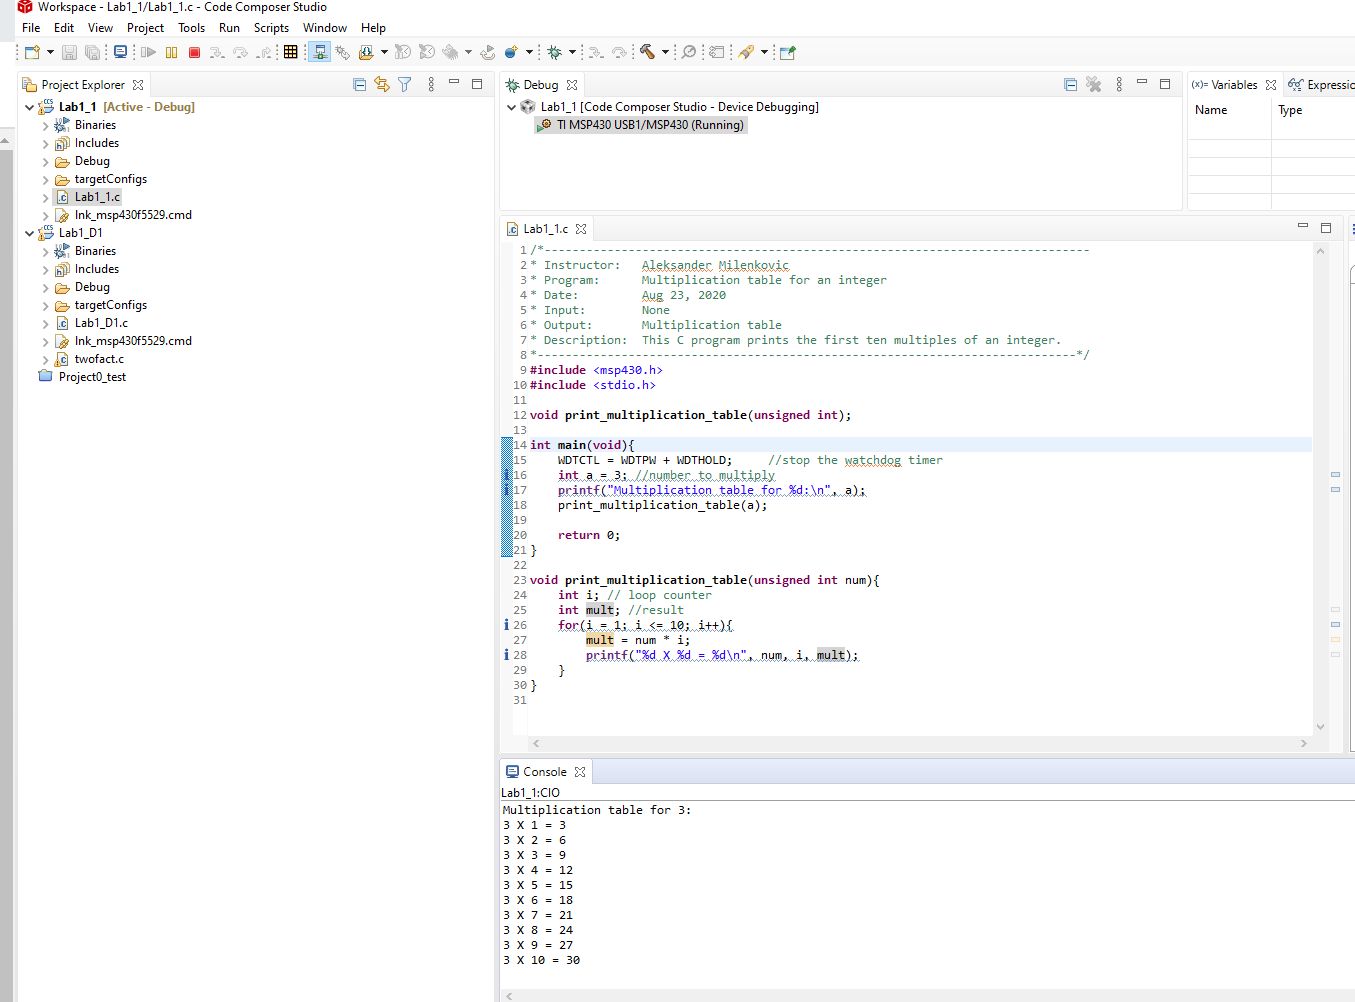 Workspace - Lab1_1/Lab1_1.c - Code Composer Studio
File Edit View Project Tools Run Scripts Window Help
Project Explorer
Lab1_1 [Active - Debug]
Binaries
Includes
Debug
targetConfigs
Lab1_1.c
lnk_msp430f5529.cmd
Lab1_D1
Binaries
Includes
Debug
targetConfigs
Lab1_D1.c
lnk_msp430f5529.cmd
twofact.c
Project0_test
Debug
Lab1_1 [Code Composer Studio - Device Debugging]
TI MSP430 USB1/MSP430 (Running)
(x)= Variables Expressio
Name Type
Lab1_1.c
1 /*------------------------------------------------------------------------------
2 * Instructor: Aleksander Milenkovic
3 * Program: Multiplication table for an integer
4 * Date: Aug 23, 2020
5 * Input: None
6 * Output: Multiplication table
7 * Description: This C program prints the first ten multiples of an integer.
8 *-----------------------------------------------------------------------------*/
9 #include <msp430.h>
10 #include <stdio.h>
11
12 void print_multiplication_table(unsigned int);
13
14 int main(void){
15 WDTCTL = WDTPW + WDTHOLD; //stop the watchdog timer
16 int a = 3; //number to multiply
17 printf("Multiplication table for %d:\n", a);
18 print_multiplication_table(a);
19
20 return 0;
21 }
22
23 void print_multiplication_table(unsigned int num){
24 int i; // loop counter
25 int mult; //result
26 for(i = 1; i <= 10; i++){
27 mult = num * i;
28 printf("%d X %d = %d\n", num, i, mult);
29 }
30 }
31
Console
Lab1_1:CIO
Multiplication table for 3:
3 X 1 = 3
3 X 2 = 6
3 X 3 = 9
3 X 4 = 12
3 X 5 = 15
3 X 6 = 18
3 X 7 = 21
3 X 8 = 24
3 X 9 = 27
3 X 10 = 30